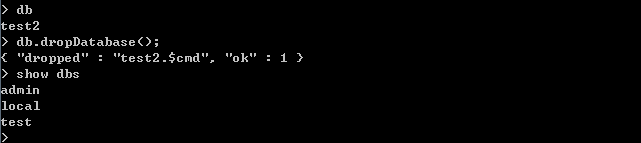 > db
test2
> db.dropDatabase();
{ "dropped" : "test2.$cmd", "ok" : 1 }
> show dbs
admin
local
test
>